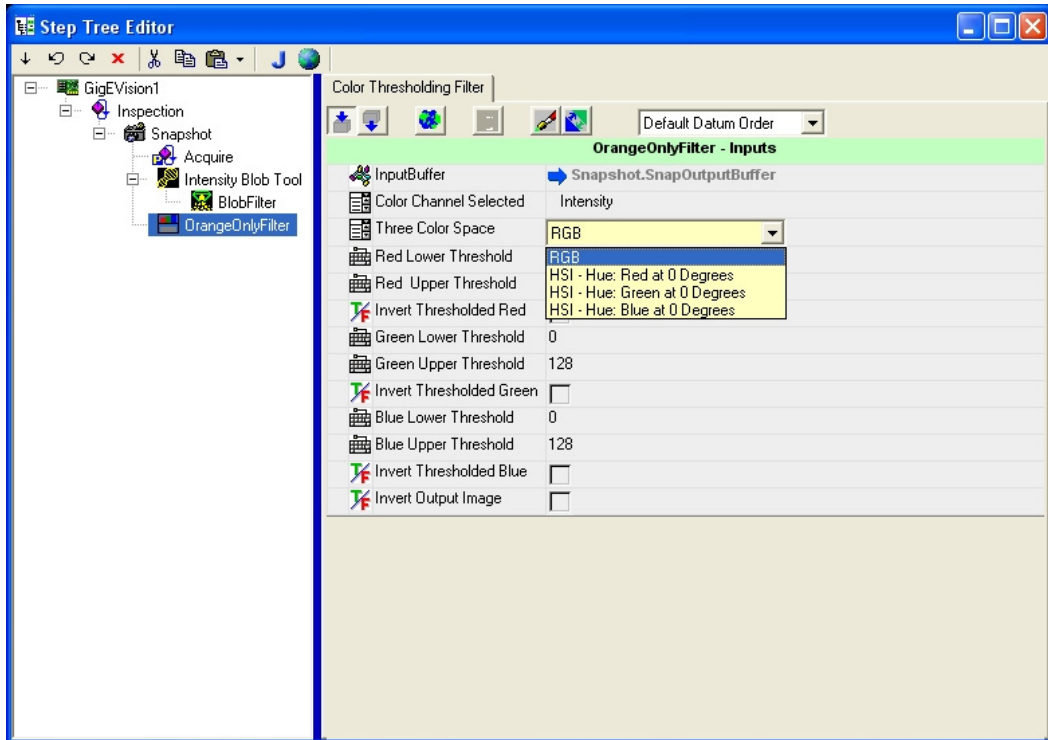 Step Tree Editor
GigEVision1
Inspection
Snapshot
Acquire
Intensity Blob Tool
BlobFilter
OrangeOnlyFilter
Color Thresholding Filter
Default Datum Order
OrangeOnlyFilter - Inputs
InputBuffer Snapshot.SnapOutputBuffer
Color Channel Selected Intensity
Three Color Space RGB
RGB
HSI - Hue: Red at 0 Degrees
HSI - Hue: Green at 0 Degrees
HSI - Hue: Blue at 0 Degrees
Red Lower Threshold
Red Upper Threshold
Invert Thresholded Red
Green Lower Threshold 0
Green Upper Threshold 128
Invert Thresholded Green
Blue Lower Threshold 0
Blue Upper Threshold 128
Invert Thresholded Blue
Invert Output Image